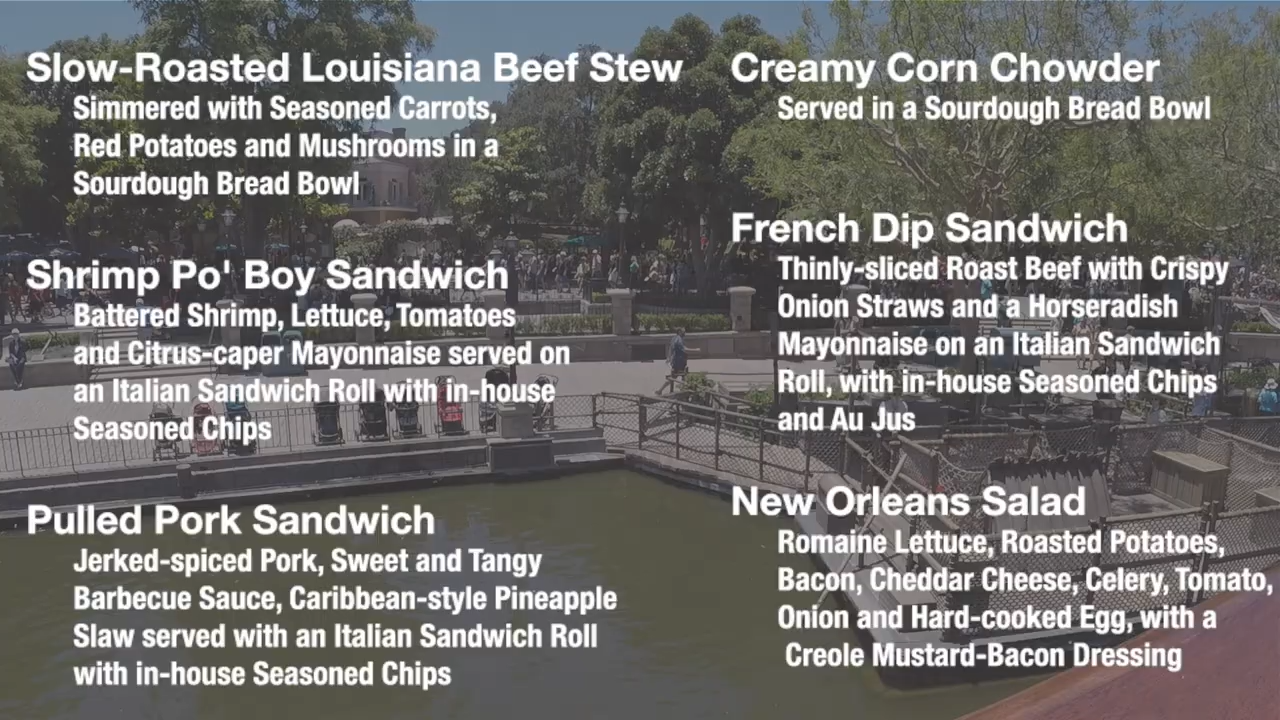 Slow-Roasted Louisiana Beef Stew
Simmered with Seasoned Carrots,
Red Potatoes and Mushrooms in a
Sourdough Bread Bowl
Shrimp Po' Boy Sandwich
Battered Shrimp, Lettuce, Tomatoes
and Citrus-caper Mayonnaise served on
an Italian Sandwich Roll with in-house
Seasoned Chips
Pulled Pork Sandwich
Jerked-spiced Pork, Sweet and Tangy
Barbecue Sauce, Caribbean-style Pineapple
Slaw served with an Italian Sandwich Roll
with in-house Seasoned Chips
Creamy Corn Chowder
Served in a Sourdough Bread Bowl
French Dip Sandwich
Thinly-sliced Roast Beef with Crispy
Onion Straws and a Horseradish
Mayonnaise on an Italian Sandwich
Roll, with in-house Seasoned Chips
and Au Jus
New Orleans Salad
Romaine Lettuce, Roasted Potatoes,
Bacon, Cheddar Cheese, Celery, Tomato,
Onion and Hard-cooked Egg, with a
Creole Mustard-Bacon Dressing